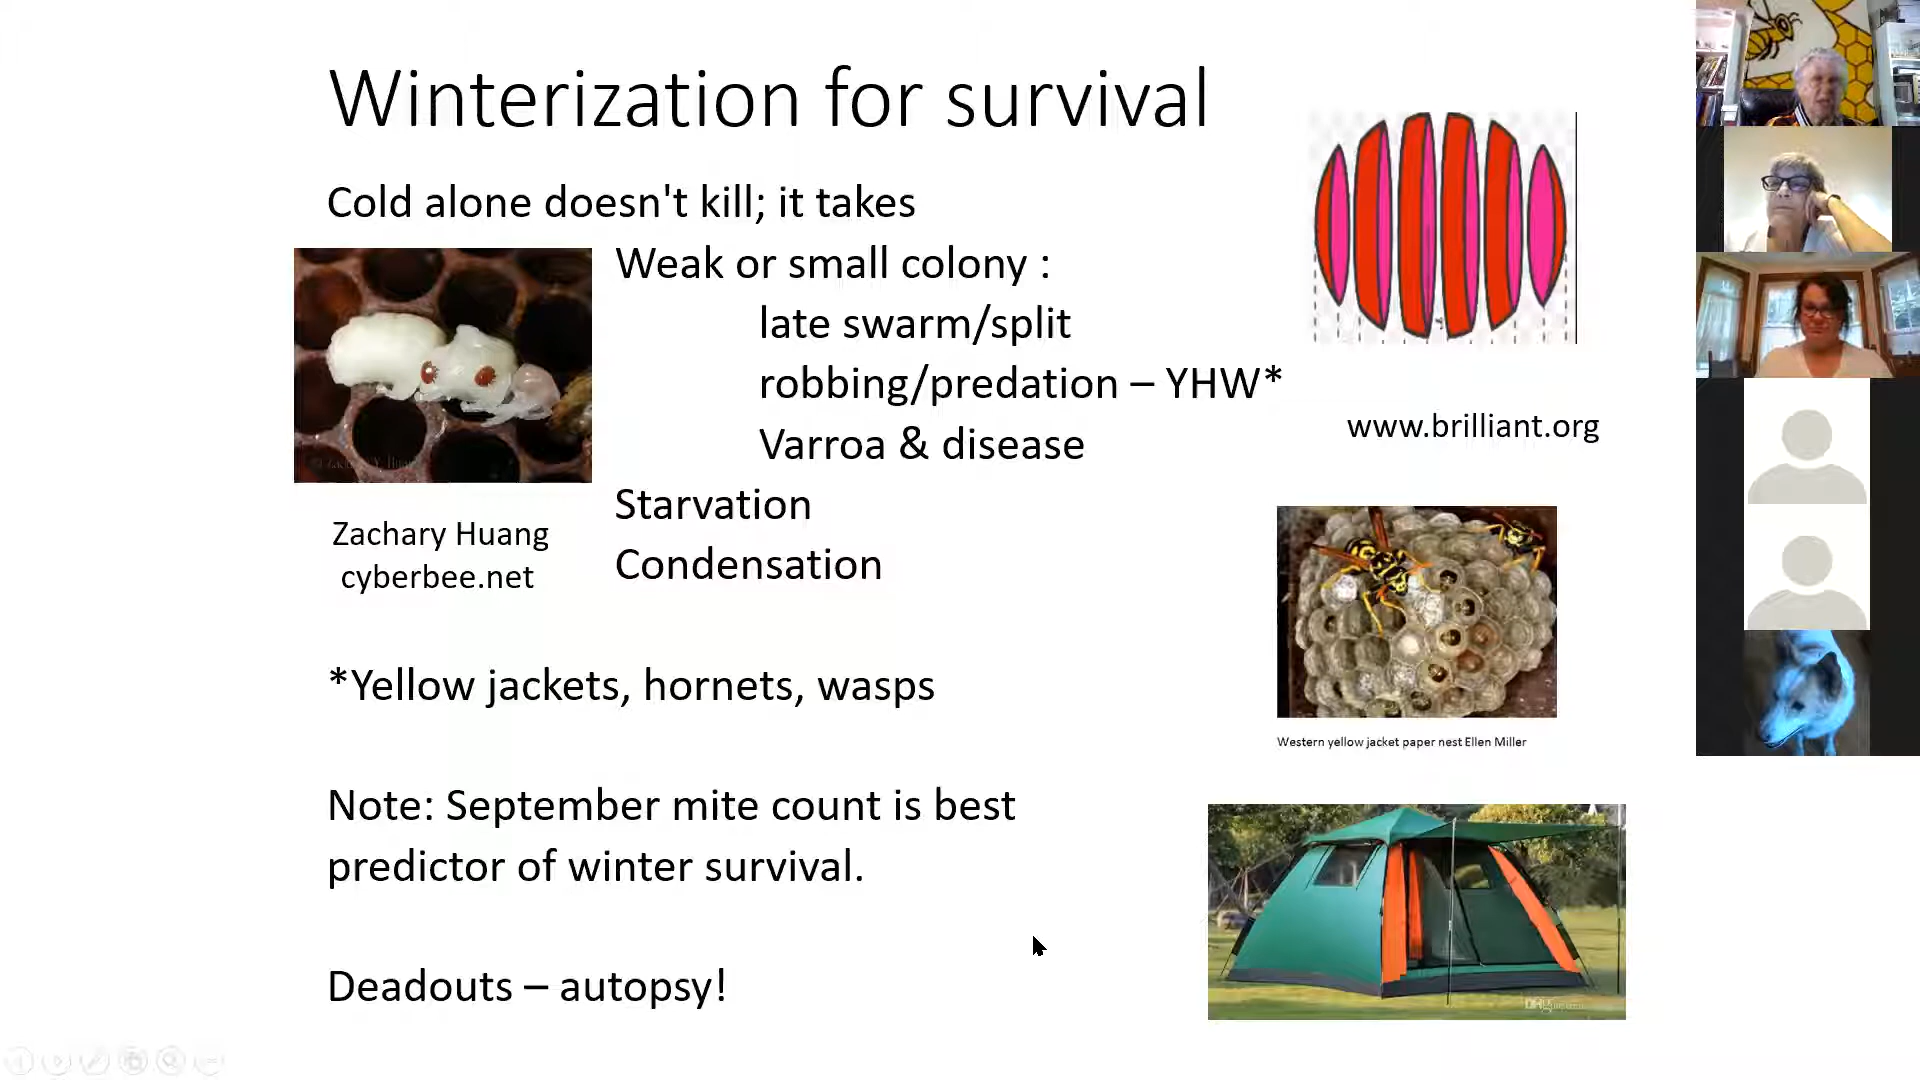 Winterization for survival
Cold alone doesn't kill; it takes
Weak or small colony :
late swarm/split
robbing/predation – YHW*
Varroa & disease
Starvation
Condensation
Zachary Huang
cyberbee.net
*Yellow jackets, hornets, wasps
Note: September mite count is best
predictor of winter survival.
Deadouts – autopsy!
www.brilliant.org
Western yellow jacket paper nest Ellen Miller